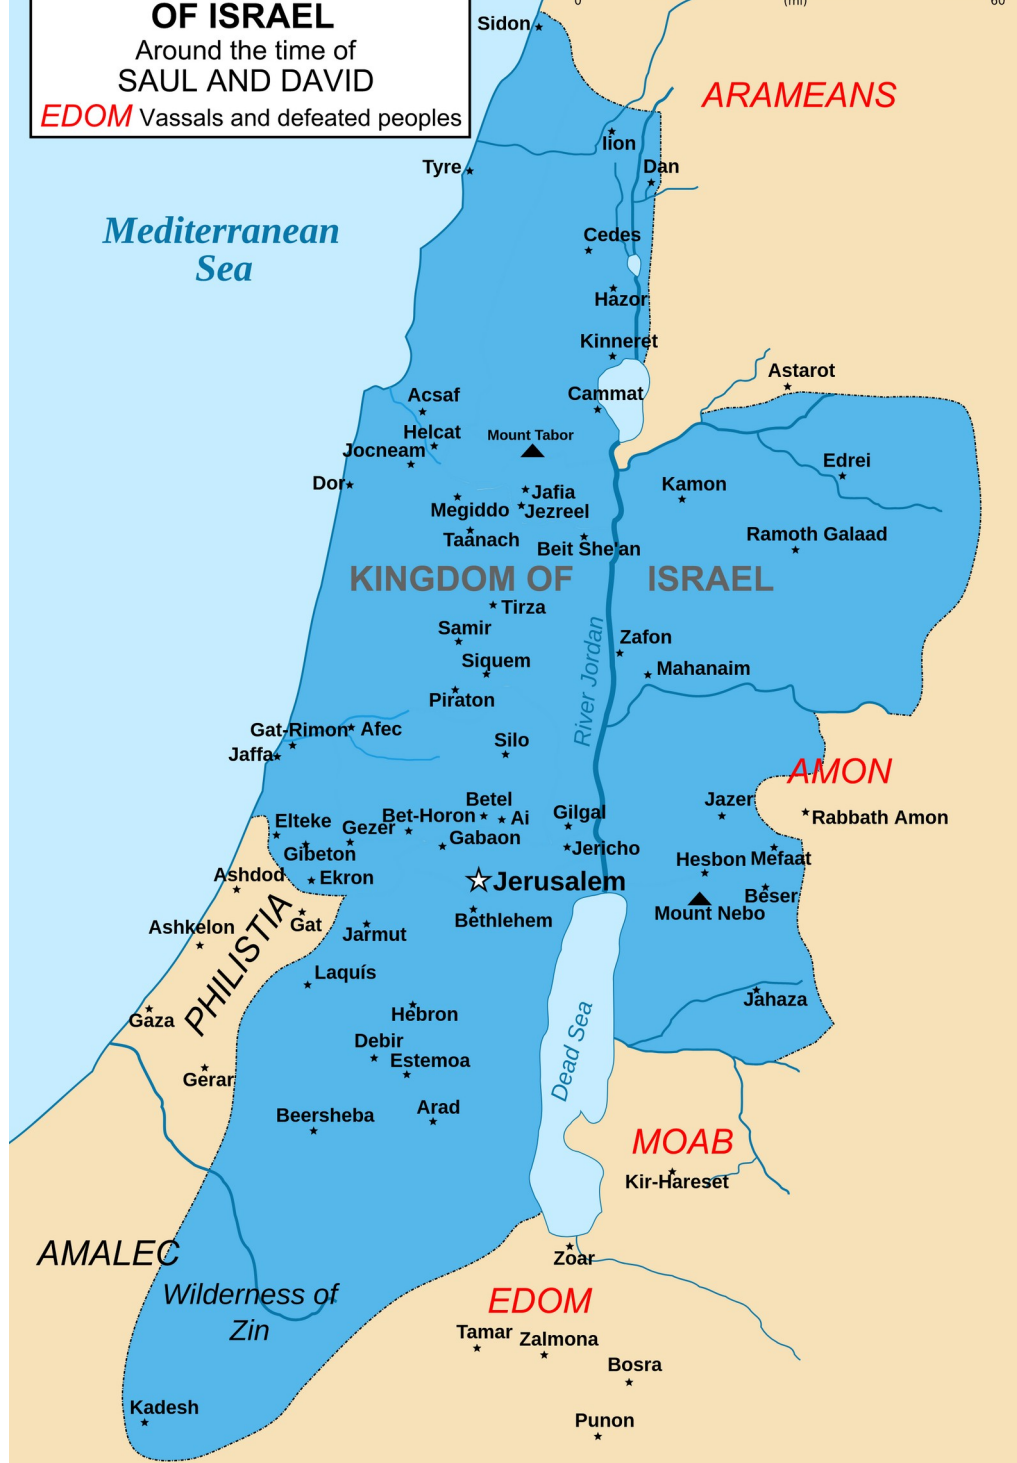 OF ISRAEL
Around the time of
SAUL AND DAVID
EDOM Vassals and defeated peoples
0 (mi) 60
Sidon
ARAMEANS
Iion
Tyre
Dan
Mediterranean
Sea
Cedes
Hazor
Kinneret
Astarot
Cammat
Acsaf
Helcat
Mount Tabor
Jocneam
Edrei
Dor
Kamon
Jafia
Megiddo
Jezreel
Ramoth Galaad
Taanach
Beit She'an
KINGDOM OF ISRAEL
Tirza
Samir
Zafon
Siquem
Mahanaim
River Jordan
Piraton
Gat-Rimon
Afec
Silo
Jaffa
AMON
Betel
Jazer
Bet-Horon
Ai
Gilgal
Rabbath Amon
Elteke
Gezer
Gabaon
Jericho
Gibeton
Hesbon
Mefaat
Ashdod
Ekron
Jerusalem
Beser
Mount Nebo
Bethlehem
Ashkelon
Gat
Jarmut
PHILISTIA
Laquís
Jahaza
Hebron
Gaza
Debir
Dead Sea
Estemoa
Gerar
Arad
Beersheba
MOAB
Kir-Hareset
AMALEC
Zoar
Wilderness of
Zin
EDOM
Tamar
Zalmona
Bosra
Kadesh
Punon